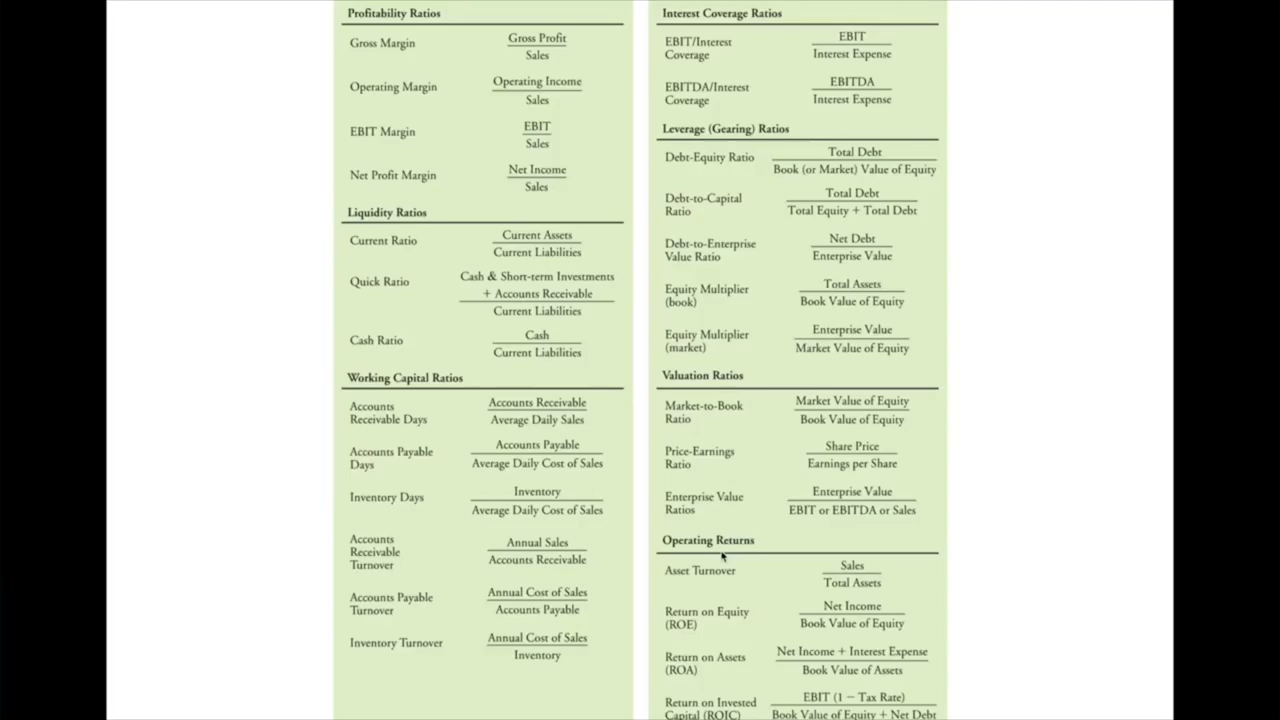 Profitability Ratios
Gross Margin
Gross Profit
Sales
Operating Margin
Operating Income
Sales
EBIT Margin
EBIT
Sales
Net Profit Margin
Net Income
Sales
Liquidity Ratios
Current Ratio
Current Assets
Current Liabilities
Quick Ratio
Cash & Short-term Investments
+ Accounts Receivable
Current Liabilities
Cash Ratio
Cash
Current Liabilities
Working Capital Ratios
Accounts
Receivable Days
Accounts Receivable
Average Daily Sales
Accounts Payable
Days
Accounts Payable
Average Daily Cost of Sales
Inventory Days
Inventory
Average Daily Cost of Sales
Accounts
Receivable
Turnover
Annual Sales
Accounts Receivable
Accounts Payable
Turnover
Annual Cost of Sales
Accounts Payable
Inventory Turnover
Annual Cost of Sales
Inventory
Interest Coverage Ratios
EBIT/Interest
Coverage
EBIT
Interest Expense
EBITDA/Interest
Coverage
EBITDA
Interest Expense
Leverage (Gearing) Ratios
Debt-Equity Ratio
Total Debt
Book (or Market) Value of Equity
Debt-to-Capital
Ratio
Total Debt
Total Equity + Total Debt
Debt-to-Enterprise
Value Ratio
Net Debt
Enterprise Value
Equity Multiplier
(book)
Total Assets
Book Value of Equity
Equity Multiplier
(market)
Enterprise Value
Market Value of Equity
Valuation Ratios
Market-to-Book
Ratio
Market Value of Equity
Book Value of Equity
Price-Earnings
Ratio
Share Price
Earnings per Share
Enterprise Value
Ratios
Enterprise Value
EBIT or EBITDA or Sales
Operating Returns
Asset Turnover
Sales
Total Assets
Return on Equity
(ROE)
Net Income
Book Value of Equity
Return on Assets
(ROA)
Net Income + Interest Expense
Book Value of Assets
Return on Invested
Capital (ROIC)
EBIT (1 − Tax Rate)
Book Value of Equity + Net Debt